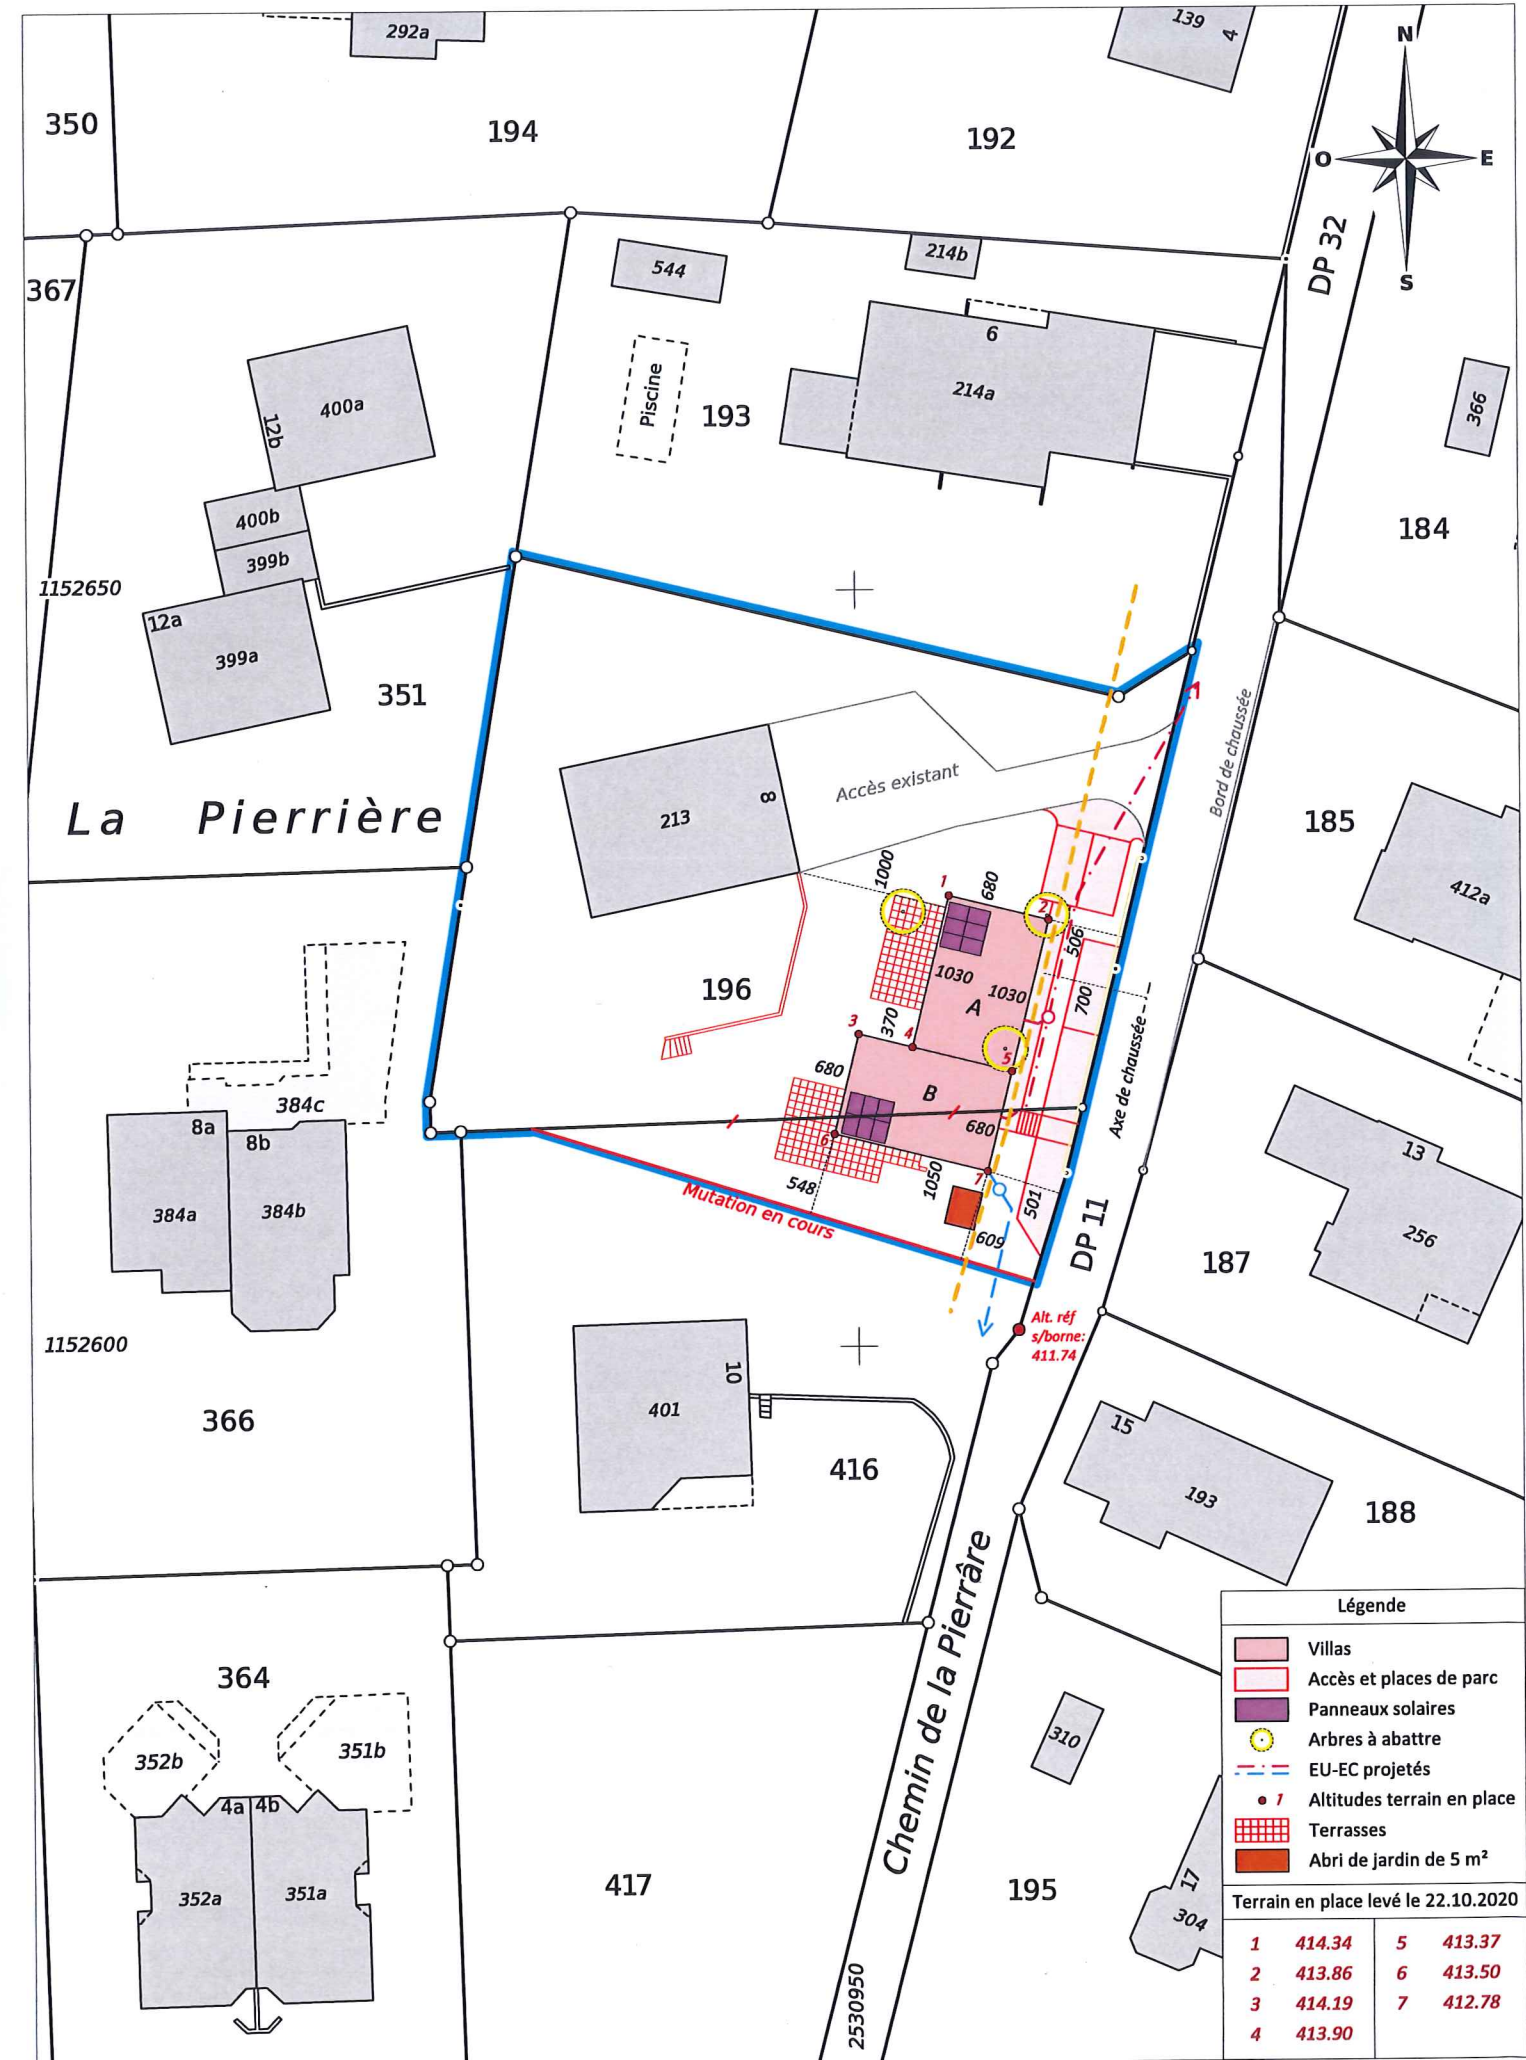 292a
139
4
N
350
194
192
O
E
DP 32
S
367
544
214b
6
Piscine
193
214a
12b
400a
366
400b
399b
184
1152650
12a
399a
351
Bord de chaussée
La Pierrière
213
8
Accès existant
185
412a
1000
1
680
2
506
196
1030
1030
700
A
370
3
4
5
680
B
Axe de chaussée
384c
8a
8b
6
680
13
384a
384b
548
1050
7
501
Mutation en cours
609
DP 11
187
256
Alt. réf
s/borne:
411.74
1152600
10
401
366
15
416
193
188
Chemin de la Pierrâre
364
352b
351b
310
4a
4b
352a
351a
417
195
17
304
2530950
Légende
Villas
Accès et places de parc
Panneaux solaires
Arbres à abattre
EU-EC projetés
1 Altitudes terrain en place
Terrasses
Abri de jardin de 5 m²
Terrain en place levé le 22.10.2020
1 414.34 5 413.37
2 413.86 6 413.50
3 414.19 7 412.78
4 413.90